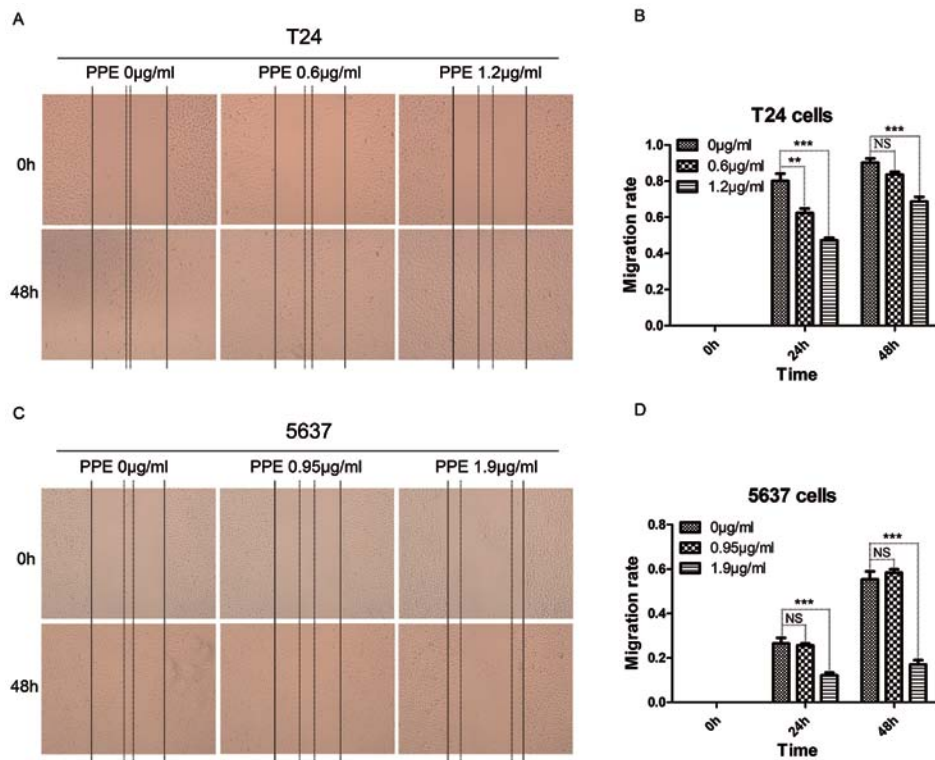 A
T24
PPE 0µg/ml PPE 0.6µg/ml PPE 1.2µg/ml
0h
48h
B
T24 cells
0µg/ml
0.6µg/ml
1.2µg/ml
***
**
***
NS
Migration rate
1.0
0.8
0.6
0.4
0.2
0.0
0h 24h 48h
Time
C
5637
PPE 0µg/ml PPE 0.95µg/ml PPE 1.9µg/ml
0h
48h
D
5637 cells
0µg/ml
0.95µg/ml
1.9µg/ml
***
NS
***
NS
Migration rate
0.8
0.6
0.4
0.2
0.0
0h 24h 48h
Time